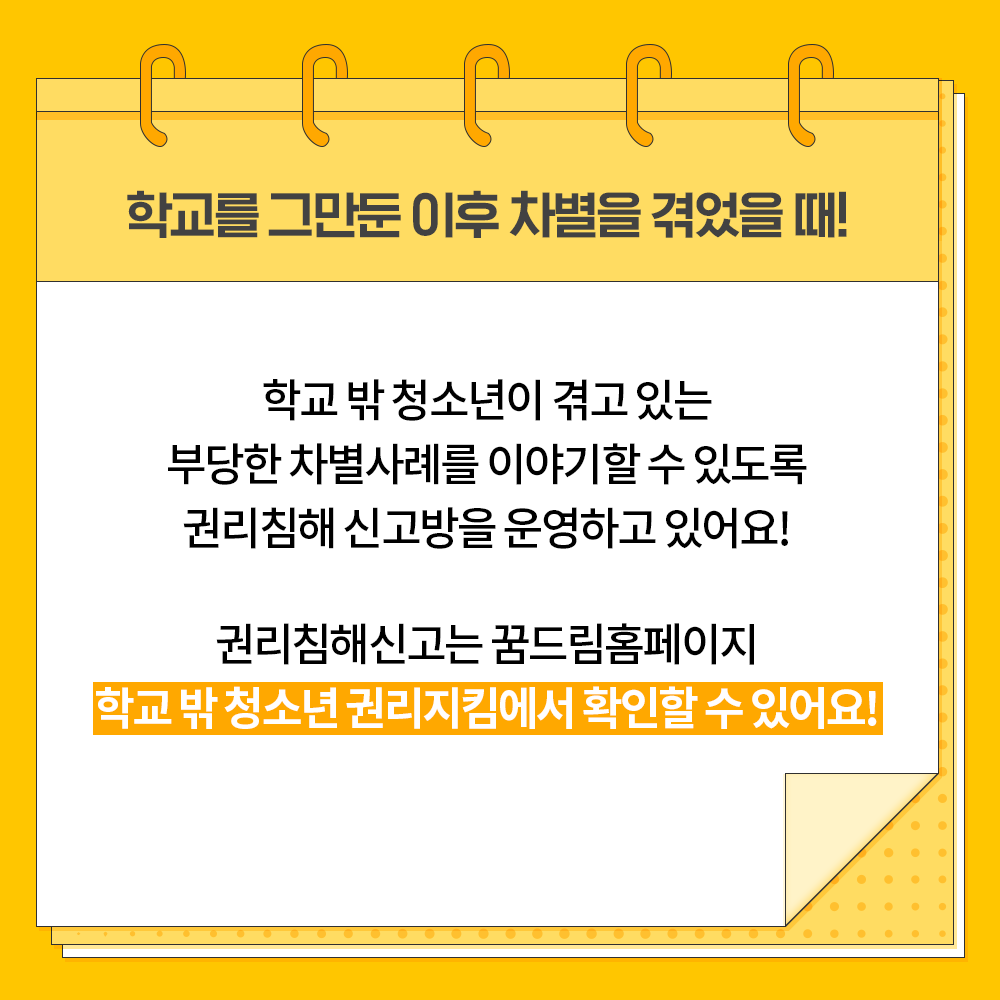 학교를 그만둔 이후 차별을 겪었을 때!
학교 밖 청소년이 겪고 있는
부당한 차별사례를 이야기할 수 있도록
권리침해 신고방을 운영하고 있어요!
권리침해신고는 꿈드림홈페이지
학교 밖 청소년 권리지킴에서 확인할 수 있어요!